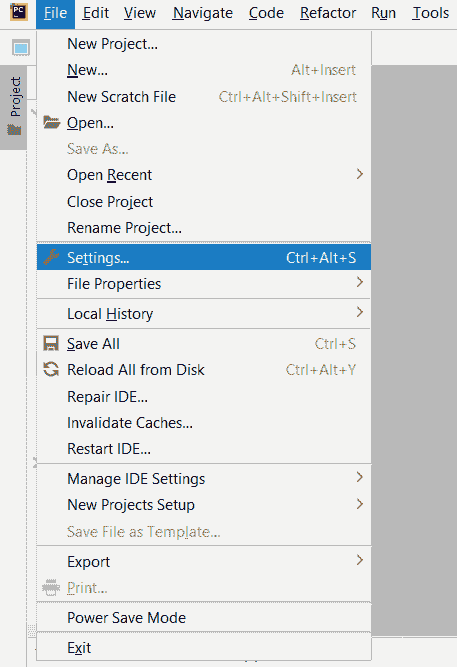 PC File Edit View Navigate Code Refactor Run Tools
Project
New Project...
New... Alt+Insert
New Scratch File Ctrl+Alt+Shift+Insert
Open...
Save As...
Open Recent
Close Project
Rename Project...
Settings... Ctrl+Alt+S
File Properties
Local History
Save All Ctrl+S
Reload All from Disk Ctrl+Alt+Y
Repair IDE...
Invalidate Caches...
Restart IDE...
Manage IDE Settings
New Projects Setup
Save File as Template...
Export
Print...
Power Save Mode
Exit